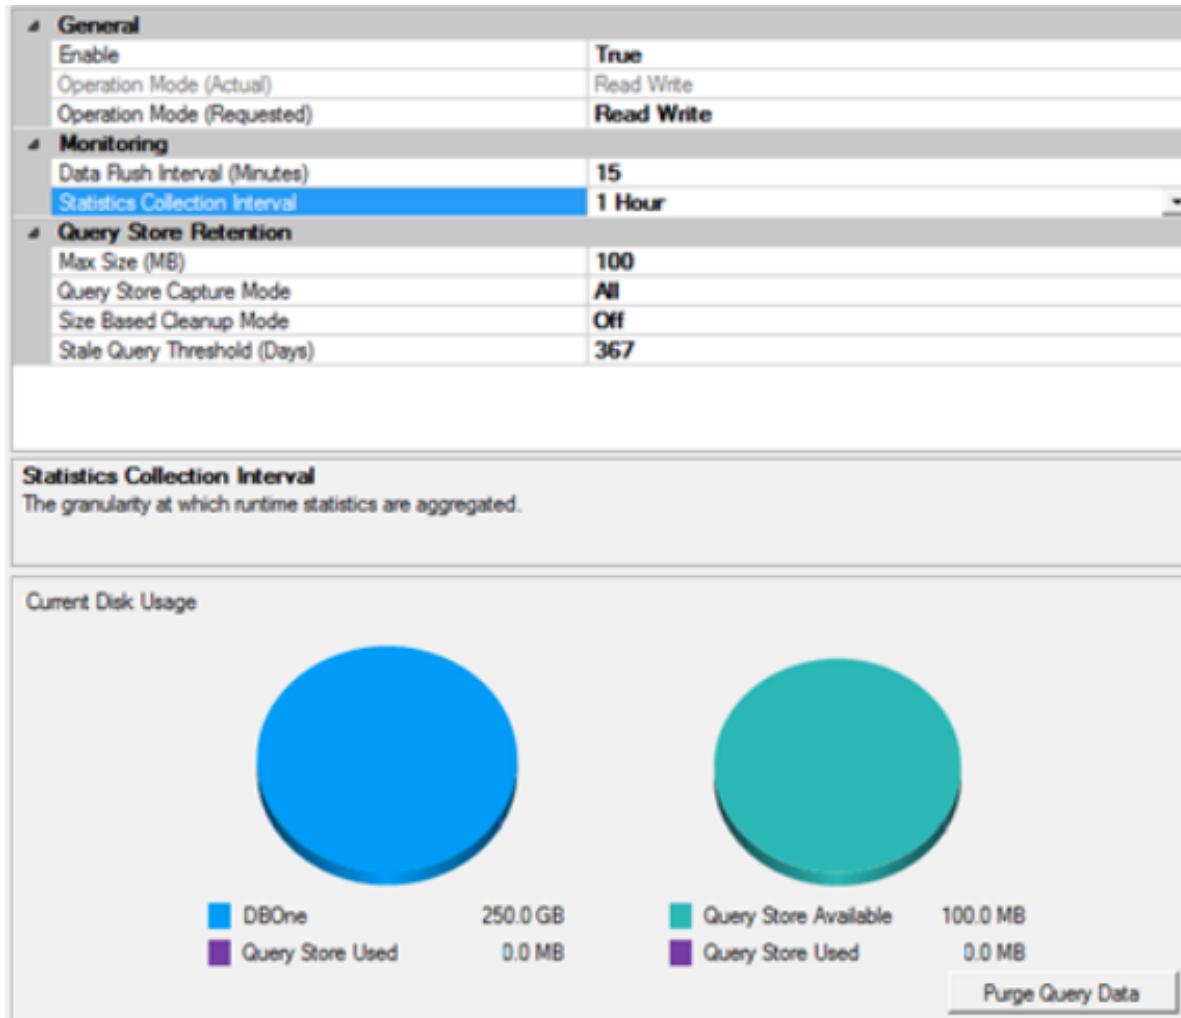 General
Enable True
Operation Mode (Actual) Read Write
Operation Mode (Requested) Read Write
Monitoring
Data Flush Interval (Minutes) 15
Statistics Collection Interval 1 Hour
Query Store Retention
Max Size (MB) 100
Query Store Capture Mode All
Size Based Cleanup Mode Off
Stale Query Threshold (Days) 367
Statistics Collection Interval
The granularity at which runtime statistics are aggregated.
Current Disk Usage
DBOne 250.0 GB
Query Store Used 0.0 MB
Query Store Available 100.0 MB
Query Store Used 0.0 MB
Purge Query Data